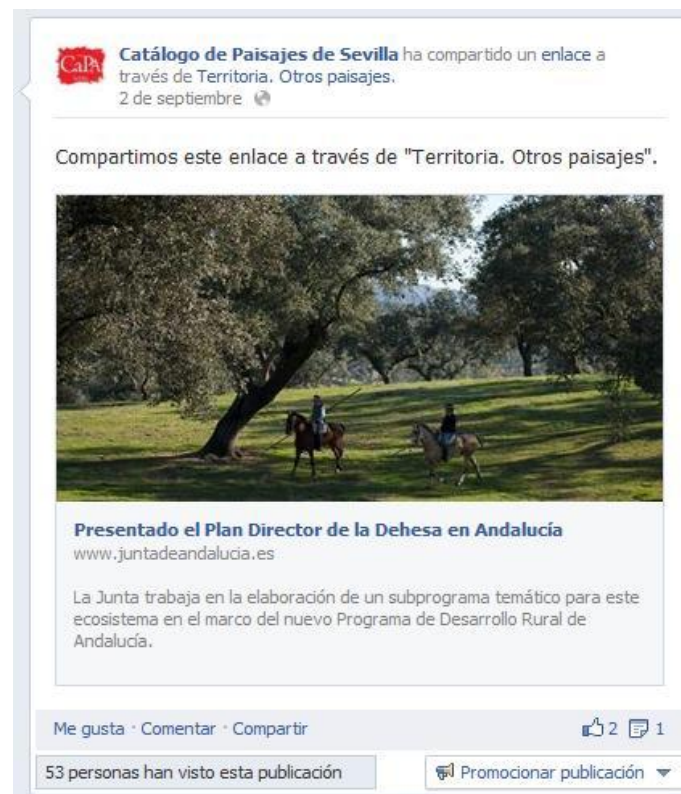 CaPA
Catálogo de Paisajes de Sevilla ha compartido un enlace a
través de Territoria. Otros paisajes.
2 de septiembre
Compartimos este enlace a través de "Territoria. Otros paisajes".
Presentado el Plan Director de la Dehesa en Andalucía
www.juntadeandalucia.es
La Junta trabaja en la elaboración de un subprograma temático para este
ecosistema en el marco del nuevo Programa de Desarrollo Rural de
Andalucía.
Me gusta · Comentar · Compartir 2 1
53 personas han visto esta publicación Promocionar publicación